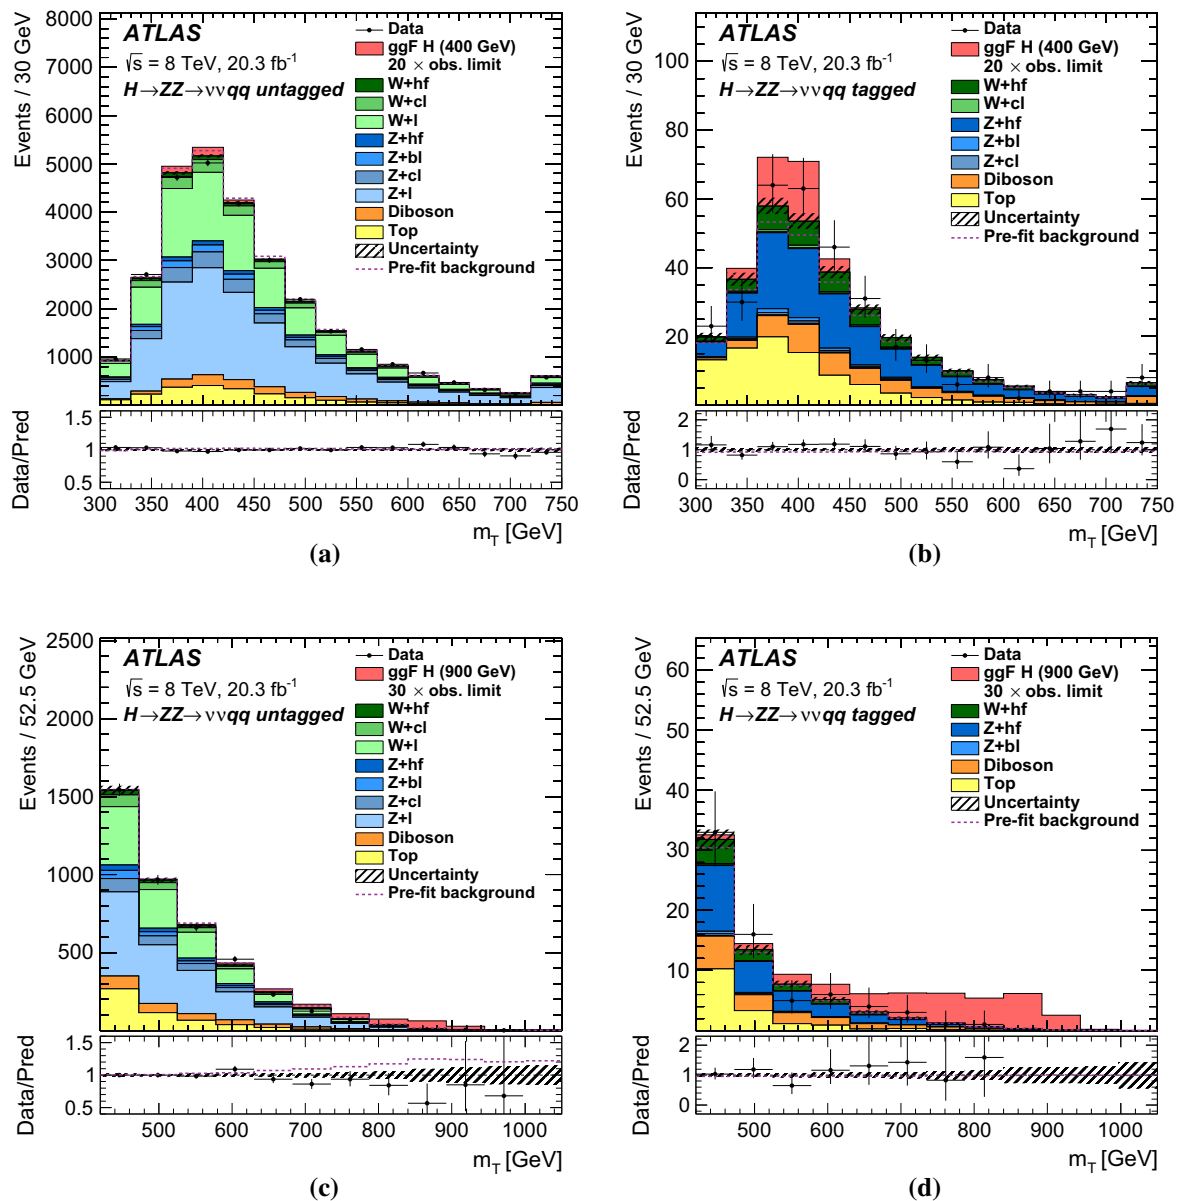 ATLAS
√s = 8 TeV, 20.3 fb⁻¹
H→ZZ→ννqq untagged
Data
ggF H (400 GeV)
20 × obs. limit
W+hf
W+cl
W+l
Z+hf
Z+bl
Z+cl
Z+l
Diboson
Top
Uncertainty
Pre-fit background
Events / 30 GeV
8000
7000
6000
5000
4000
3000
2000
1000
Data/Pred
1.5
1
0.5
300 350 400 450 500 550 600 650 700 750
m_T [GeV]
(a)
ATLAS
√s = 8 TeV, 20.3 fb⁻¹
H→ZZ→ννqq tagged
Data
ggF H (400 GeV)
20 × obs. limit
W+hf
W+cl
Z+hf
Z+bl
Z+cl
Diboson
Top
Uncertainty
Pre-fit background
Events / 30 GeV
100
80
60
40
20
Data/Pred
2
1
0
300 350 400 450 500 550 600 650 700 750
m_T [GeV]
(b)
ATLAS
√s = 8 TeV, 20.3 fb⁻¹
H→ZZ→ννqq untagged
Data
ggF H (900 GeV)
30 × obs. limit
W+hf
W+cl
W+l
Z+hf
Z+bl
Z+cl
Z+l
Diboson
Top
Uncertainty
Pre-fit background
Events / 52.5 GeV
2500
2000
1500
1000
500
Data/Pred
1.5
1
0.5
500 600 700 800 900 1000
m_T [GeV]
(c)
ATLAS
√s = 8 TeV, 20.3 fb⁻¹
H→ZZ→ννqq tagged
Data
ggF H (900 GeV)
30 × obs. limit
W+hf
Z+hf
Z+bl
Diboson
Top
Uncertainty
Pre-fit background
Events / 52.5 GeV
60
50
40
30
20
10
Data/Pred
2
1
0
500 600 700 800 900 1000
m_T [GeV]
(d)